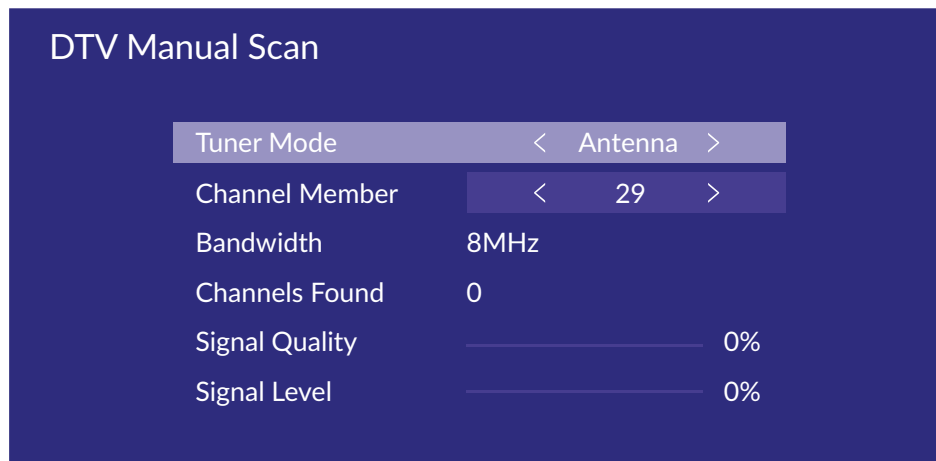 DTV Manual Scan
Tuner Mode < Antenna >
Channel Member < 29 >
Bandwidth 8MHz
Channels Found 0
Signal Quality 0%
Signal Level 0%